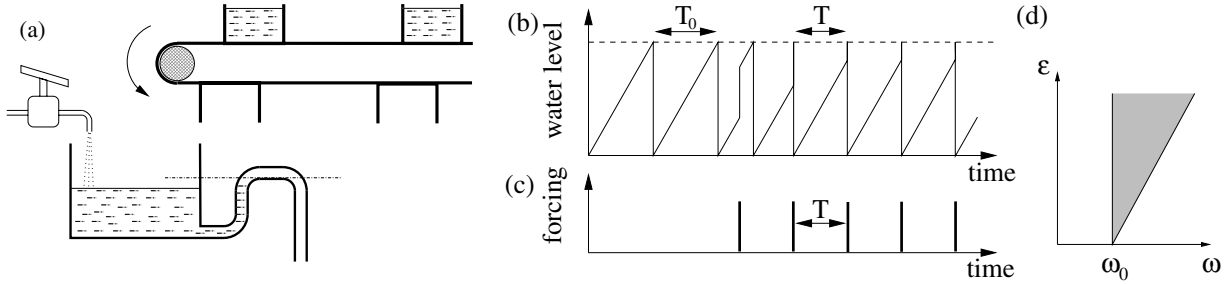 (a)
(b)
water level
T₀
T
time
(c)
forcing
T
time
(d)
ε
ω₀
ω